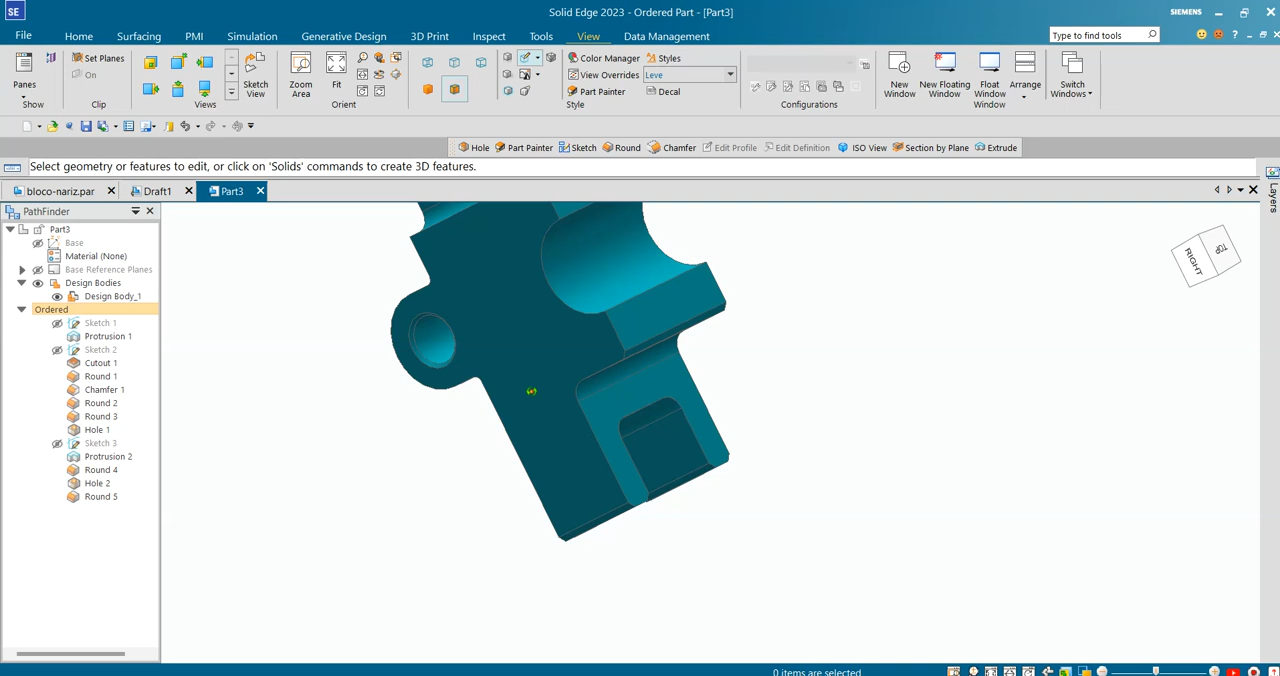 SE
Solid Edge 2023 - Ordered Part - [Part3]
SIEMENS
File Home Surfacing PMI Simulation Generative Design 3D Print Inspect Tools View Data Management
Type to find tools
Panes
Show
Set Planes
On
Clip
Views
Sketch View
Zoom Area
Fit
Orient
Color Manager
Styles
View Overrides
Leve
Part Painter
Decal
Style
Configurations
New Window
New Floating Window
Float Window
Arrange
Window
Switch Windows
Hole Part Painter Sketch Round Chamfer Edit Profile Edit Definition ISO View Section by Plane Extrude
Select geometry or features to edit, or click on 'Solids' commands to create 3D features.
bloco-nariz.par
Draft1
Part3
Layers
PathFinder
Part3
Base
Material (None)
Base Reference Planes
Design Bodies
Design Body_1
Ordered
Sketch 1
Protrusion 1
Sketch 2
Cutout 1
Round 1
Chamfer 1
Round 2
Round 3
Hole 1
Sketch 3
Protrusion 2
Round 4
Hole 2
Round 5
RIGHT
TOP
0 items are selected